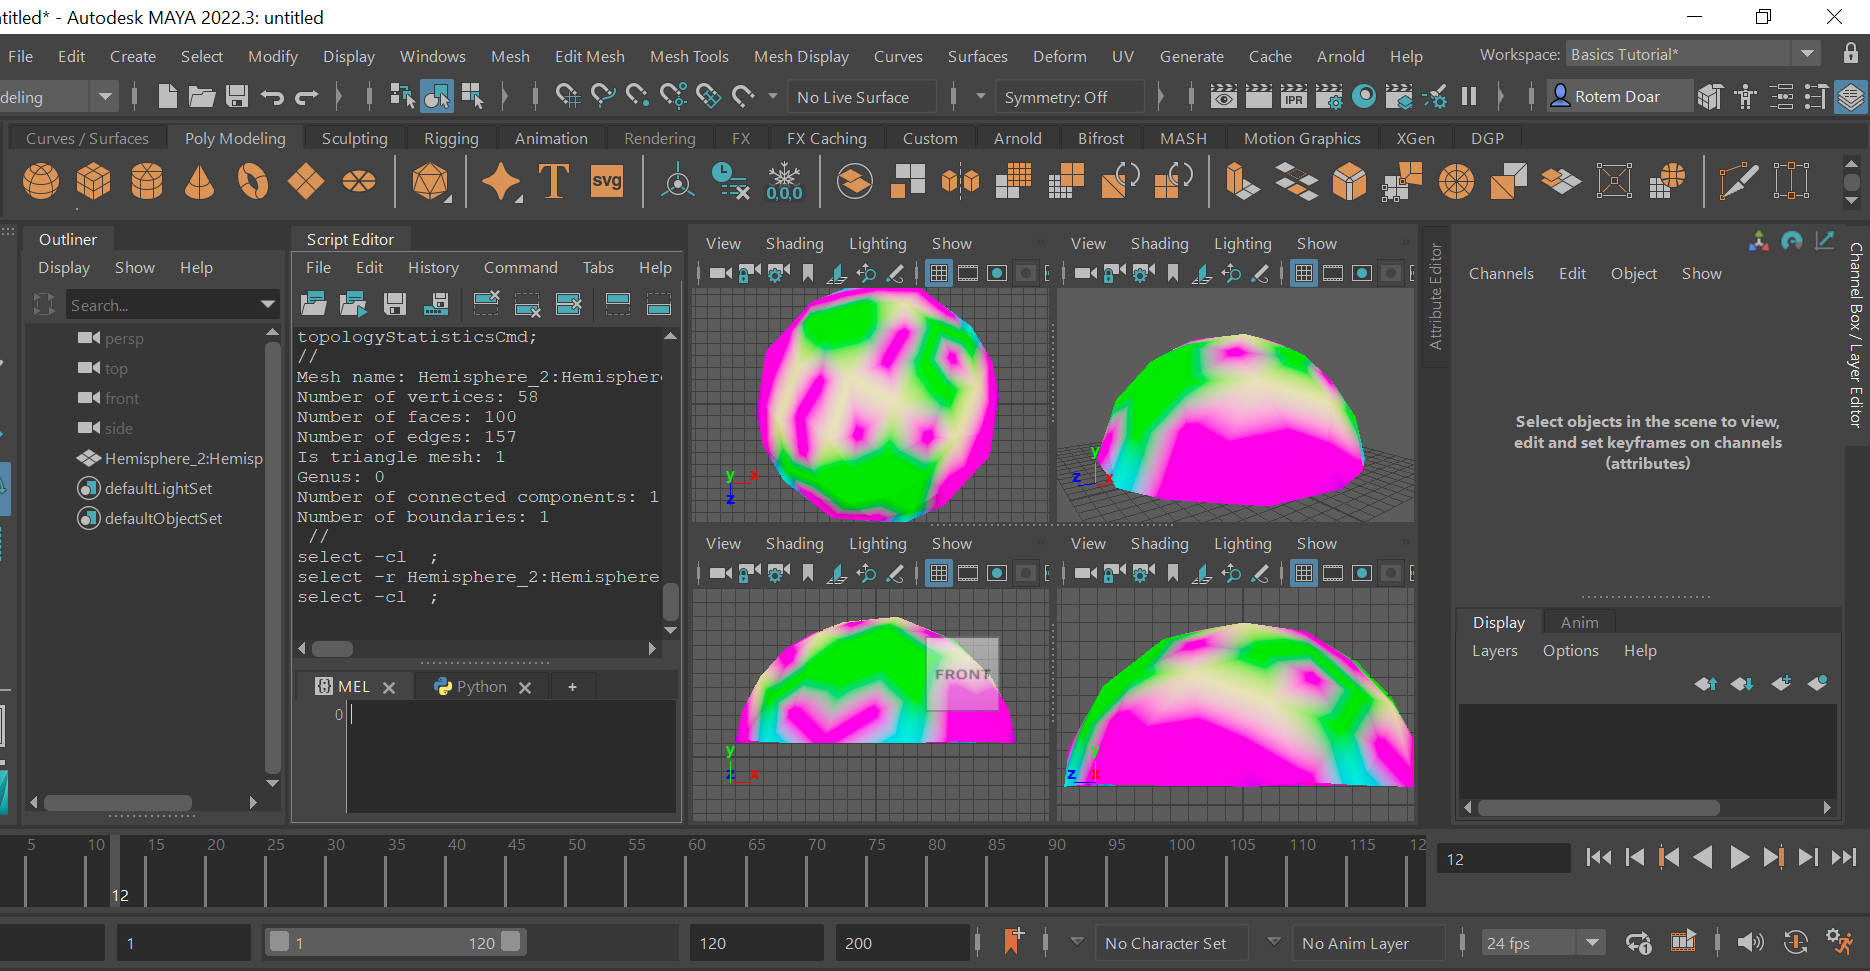 ntitled* - Autodesk MAYA 2022.3: untitled
File Edit Create Select Modify Display Windows Mesh Edit Mesh Mesh Tools Mesh Display Curves Surfaces Deform UV Generate Cache Arnold Help Workspace: Basics Tutorial*
deling No Live Surface Symmetry: Off IPR Rotem Doar
Curves / Surfaces Poly Modeling Sculpting Rigging Animation Rendering FX FX Caching Custom Arnold Bifrost MASH Motion Graphics XGen DGP
T svg 0,0,0
Outliner
Display Show Help
Search...
persp
top
front
side
Hemisphere_2:Hemisp
defaultLightSet
defaultObjectSet
Script Editor
File Edit History Command Tabs Help
topologyStatisticsCmd;
//
Mesh name: Hemisphere_2:Hemispher
Number of vertices: 58
Number of faces: 100
Number of edges: 157
Is triangle mesh: 1
Genus: 0
Number of connected components: 1
Number of boundaries: 1
//
select -cl  ;
select -r Hemisphere_2:Hemisphere
select -cl  ;
MEL Python +
0
View Shading Lighting Show
y x
z
View Shading Lighting Show
y
z x
View Shading Lighting Show
FRONT
y
z x
View Shading Lighting Show
y
z x
Attribute Editor
Channels Edit Object Show
Select objects in the scene to view,
edit and set keyframes on channels
(attributes)
Channel Box / Layer Editor
Display Anim
Layers Options Help
5 10 15 20 25 30 35 40 45 50 55 60 65 70 75 80 85 90 95 100 105 110 115 12
12
12
1 1 120 120 200 No Character Set No Anim Layer 24 fps